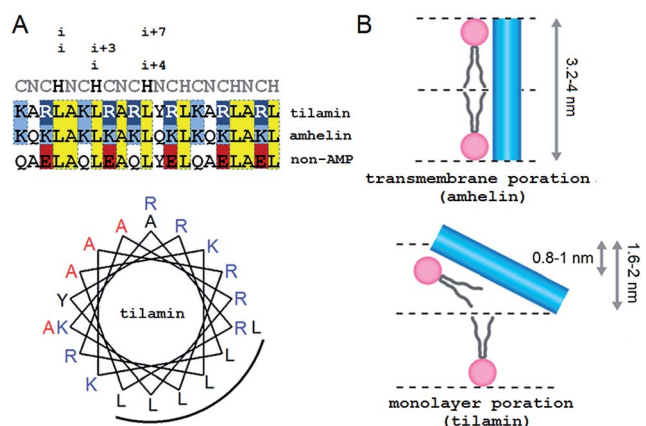 A
i i+7
i i+3
i i+4
CNCHNCHCNCHNCHCNCHNCH
KARLAKLRARLYRLKARLARL tilamin
KQKLAKLKAKLQKLKQKLAKL amhelin
QAELAQLEAQLYELQAELAEL non-AMP
R
A A A R
A K
A R
Y tilamin R
A K R L
R L
K L
L L L L
B
3.2-4 nm
transmembrane poration
(amhelin)
0.8-1 nm
1.6-2 nm
monolayer poration
(tilamin)